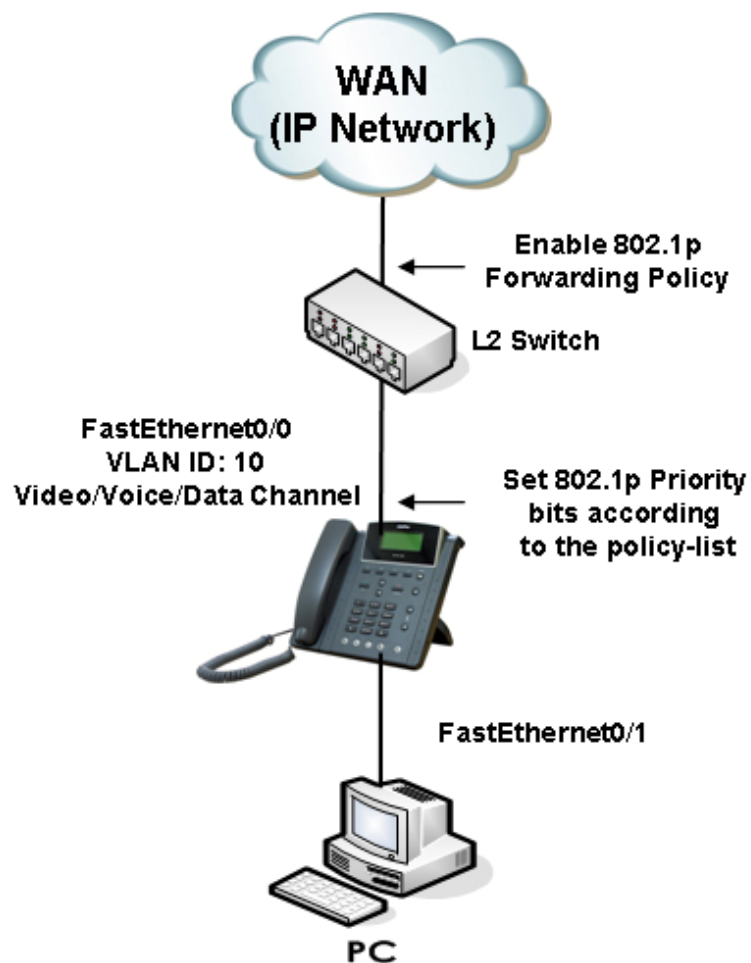 WAN
(IP Network)
Enable 802.1p
Forwarding Policy
L2 Switch
FastEthernet0/0
VLAN ID: 10
Video/Voice/Data Channel
Set 802.1p Priority
bits according
to the policy-list
FastEthernet0/1
PC